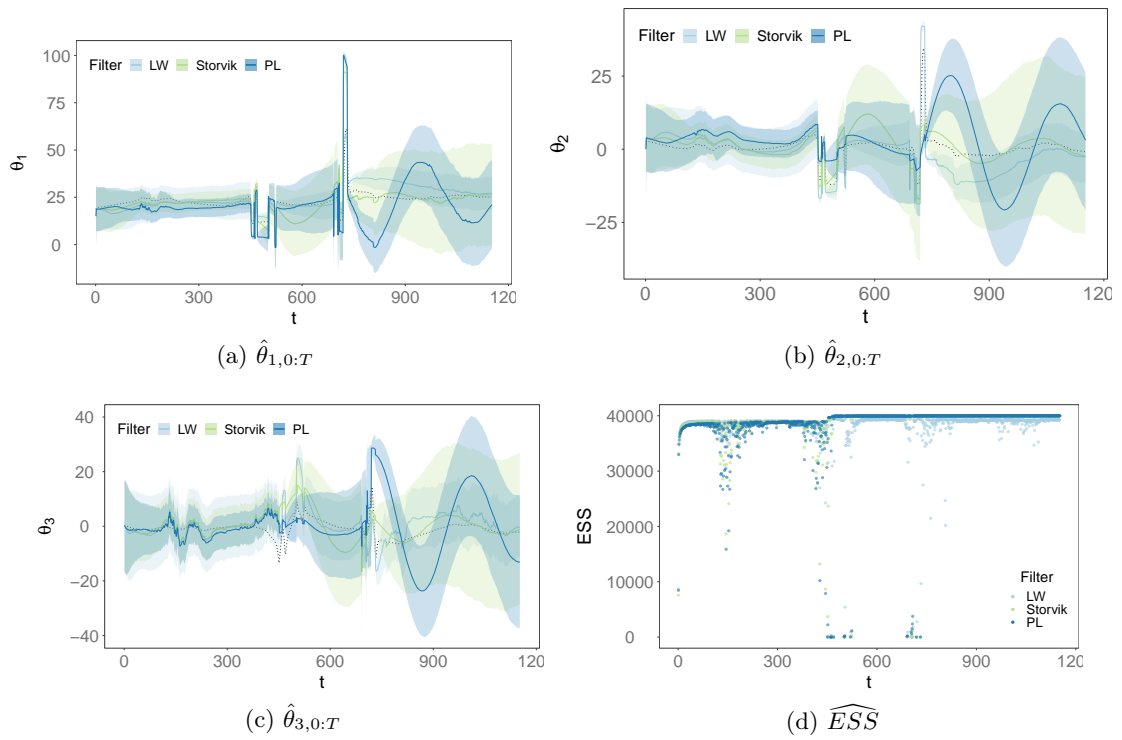 Filter LW Storvik PL
100
75
50
25
0
θ1
0 300 600 900 120
t
(a) θ̂1,0:T
Filter LW Storvik PL
25
0
−25
θ2
0 300 600 900 120
t
(b) θ̂2,0:T
Filter LW Storvik PL
40
20
0
−20
−40
θ3
0 300 600 900 120
t
(c) θ̂3,0:T
40000
30000
20000
10000
0
ESS
Filter
LW
Storvik
PL
0 300 600 900 120
t
(d) \widehat{ESS}